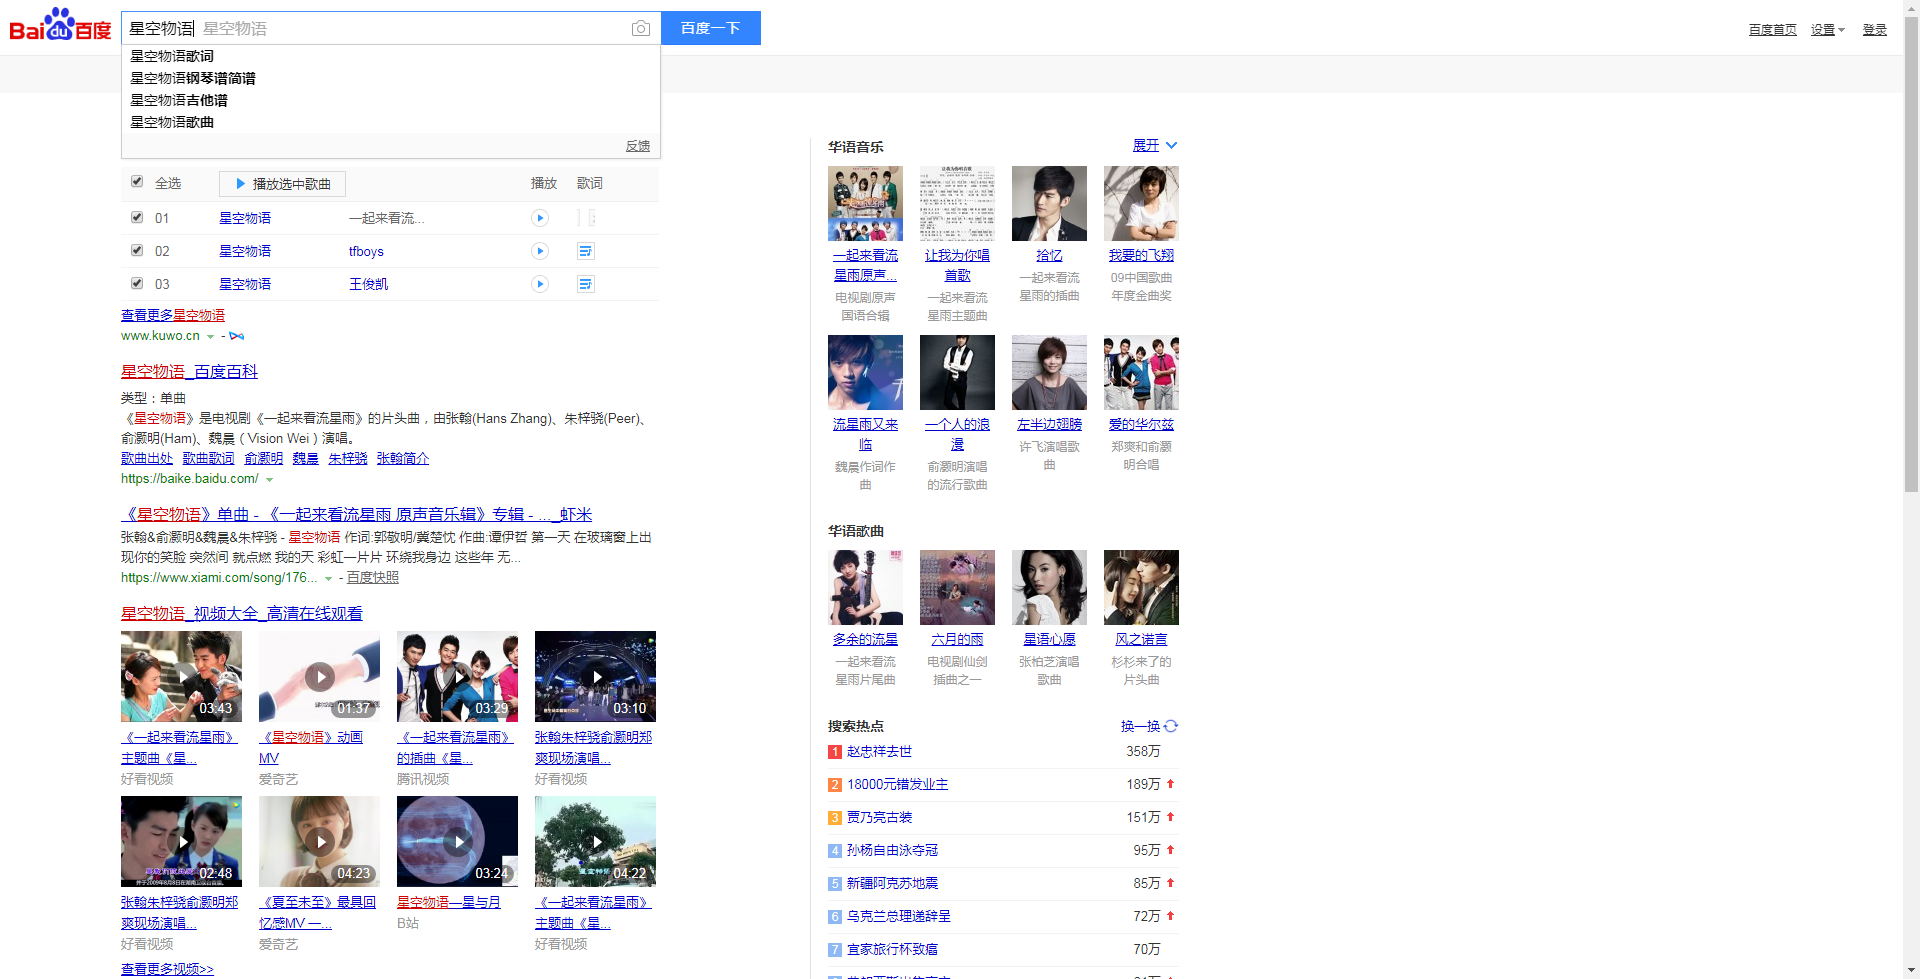 Baidu百度
星空物语 星空物语
百度一下
百度首页 设置 登录
星空物语歌词
星空物语钢琴谱简谱
星空物语吉他谱
星空物语歌曲
反馈
全选 播放选中歌曲 播放 歌词
01 星空物语 一起来看流...
02 星空物语 tfboys
03 星空物语 王俊凯
查看更多星空物语
www.kuwo.cn -
星空物语_百度百科
类型：单曲
《星空物语》是电视剧《一起来看流星雨》的片头曲，由张翰(Hans Zhang)、朱梓骁(Peer)、
俞灏明(Ham)、魏晨（Vision Wei）演唱。
歌曲出处 歌曲歌词 俞灏明 魏晨 朱梓骁 张翰简介
https://baike.baidu.com/
《星空物语》单曲 - 《一起来看流星雨 原声音乐辑》专辑 - ..._虾米
张翰&俞灏明&魏晨&朱梓骁 - 星空物语 作词:郭敬明/冀楚忱 作曲:谭伊哲 第一天 在玻璃窗上出
现你的笑脸 突然间 就点燃 我的天 彩虹一片片 环绕我身边 这些年 无...
https://www.xiami.com/song/176... - 百度快照
星空物语_视频大全_高清在线观看
03:43 01:37 03:29 03:10
《一起来看流星雨》
主题曲《星...
好看视频
《星空物语》动画
MV
爱奇艺
《一起来看流星雨》
的插曲《星...
腾讯视频
张翰朱梓骁俞灏明郑
爽现场演唱...
好看视频
02:48 04:23 03:24 04:22
张翰朱梓骁俞灏明郑
爽现场演唱...
好看视频
《夏至未至》最具回
忆感MV 一...
爱奇艺
星空物语—星与月
B站
《一起来看流星雨》
主题曲《星...
好看视频
查看更多视频>>
华语音乐 展开
一起来看流
星雨原声...
电视剧原声
国语合辑
让我为你唱
首歌
一起来看流
星雨主题曲
拾忆
一起来看流
星雨的插曲
我要的飞翔
09中国歌曲
年度金曲奖
流星雨又来
临
魏晨作词作
曲
一个人的浪
漫
俞灏明演唱
的流行歌曲
左半边翅膀
许飞演唱歌
曲
爱的华尔兹
郑爽和俞灏
明合唱
华语歌曲
多余的流星
一起来看流
星雨片尾曲
六月的雨
电视剧仙剑
插曲之一
星语心愿
张柏芝演唱
歌曲
风之诺言
杉杉来了的
片头曲
搜索热点 换一换
1 赵忠祥去世 358万
2 18000元错发业主 189万
3 贾乃亮古装 151万
4 孙杨自由泳夺冠 95万
5 新疆阿克苏地震 85万
6 乌克兰总理递辞呈 72万
7 宜家旅行杯致癌 70万